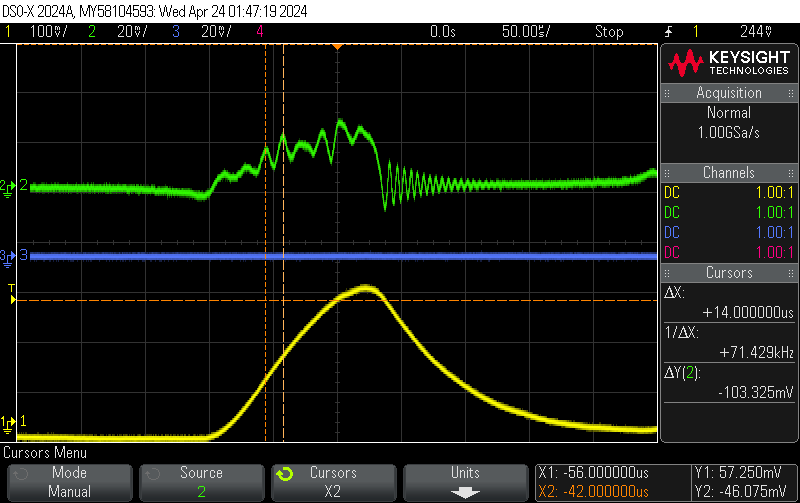 DSO-X 2024A, MY58104593: Wed Apr 24 01:47:19 2024
1 100V/ 2 20V/ 3 20V/ 4 0.0s 50.00s/ Stop 1 244V
KEYSIGHT
TECHNOLOGIES
Acquisition
Normal
1.00GSa/s
Channels
DC 1.00:1
DC 1.00:1
DC 1.00:1
DC 1.00:1
Cursors
ΔX:
+14.000000us
1/ΔX:
+71.429kHz
ΔY(2):
-103.325mV
2 2
3 3
T
1 1
Cursors Menu
Mode
Manual
Source
2
Cursors
X2
Units
X1: -56.000000us
X2: -42.000000us
Y1: 57.250mV
Y2: -46.075mV